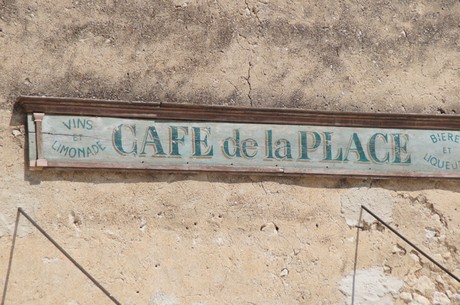 VINS
ET
LIMONADE
CAFE de la PLACE
BIERE
ET
LIQUEU